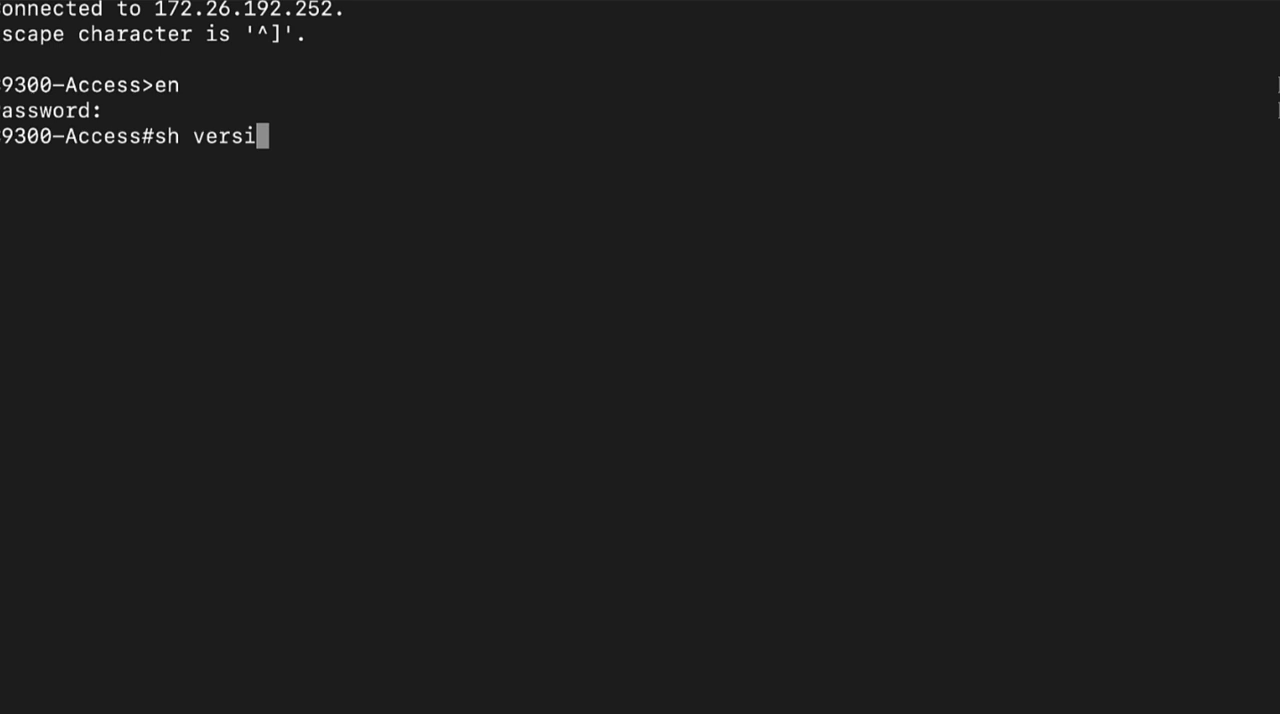 onnected to 172.26.192.252.
scape character is '^]'.
9300-Access>en
assword:
9300-Access#sh versi